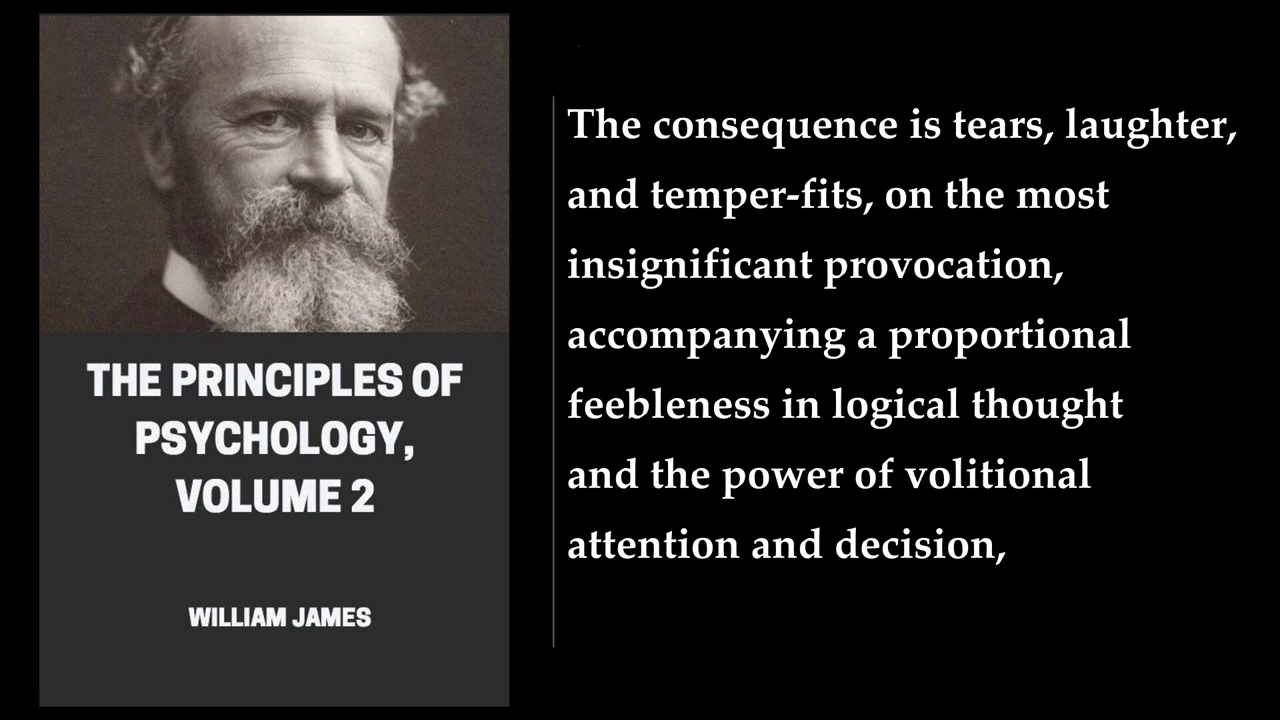 THE PRINCIPLES OF
PSYCHOLOGY,
VOLUME 2
WILLIAM JAMES
The consequence is tears, laughter,
and temper-fits, on the most
insignificant provocation,
accompanying a proportional
feebleness in logical thought
and the power of volitional
attention and decision,